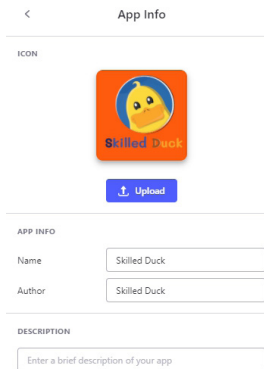 App Info
ICON
Skilled Duck
Upload
APP INFO
Name
Skilled Duck
Author
Skilled Duck
DESCRIPTION
Enter a brief description of your app